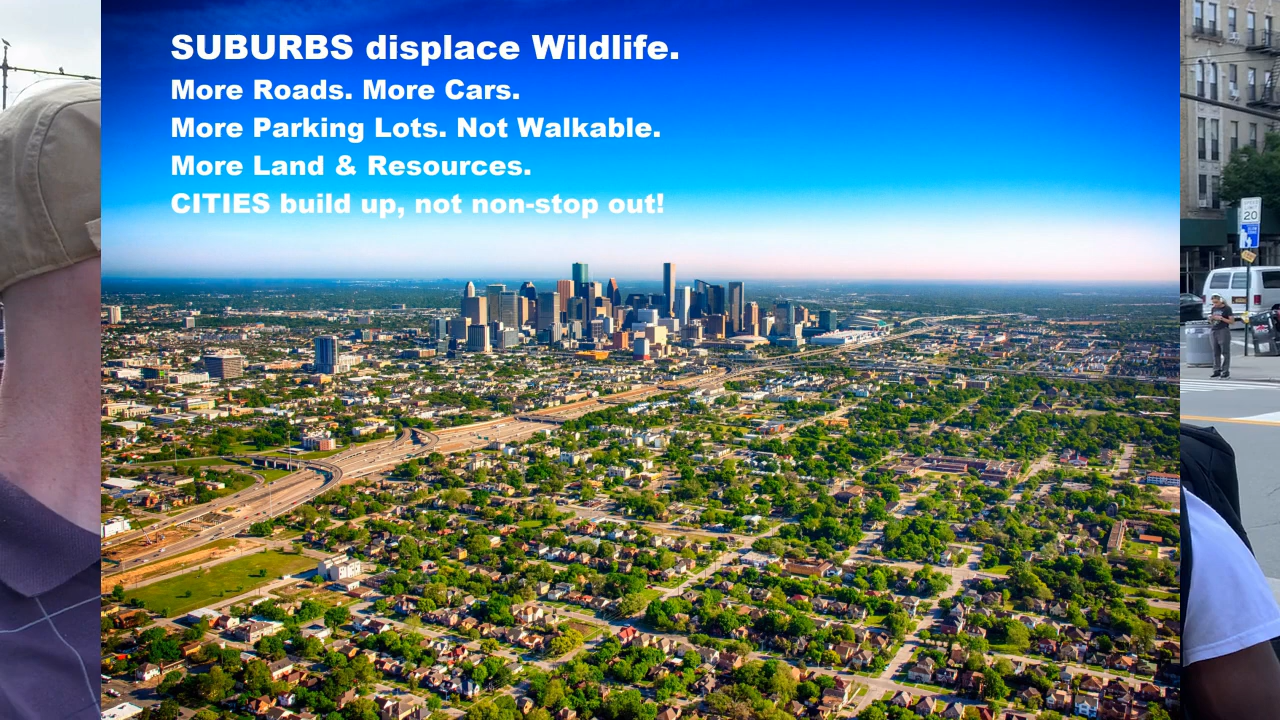 SUBURBS displace Wildlife.
More Roads. More Cars.
More Parking Lots. Not Walkable.
More Land & Resources.
CITIES build up, not non-stop out!
20